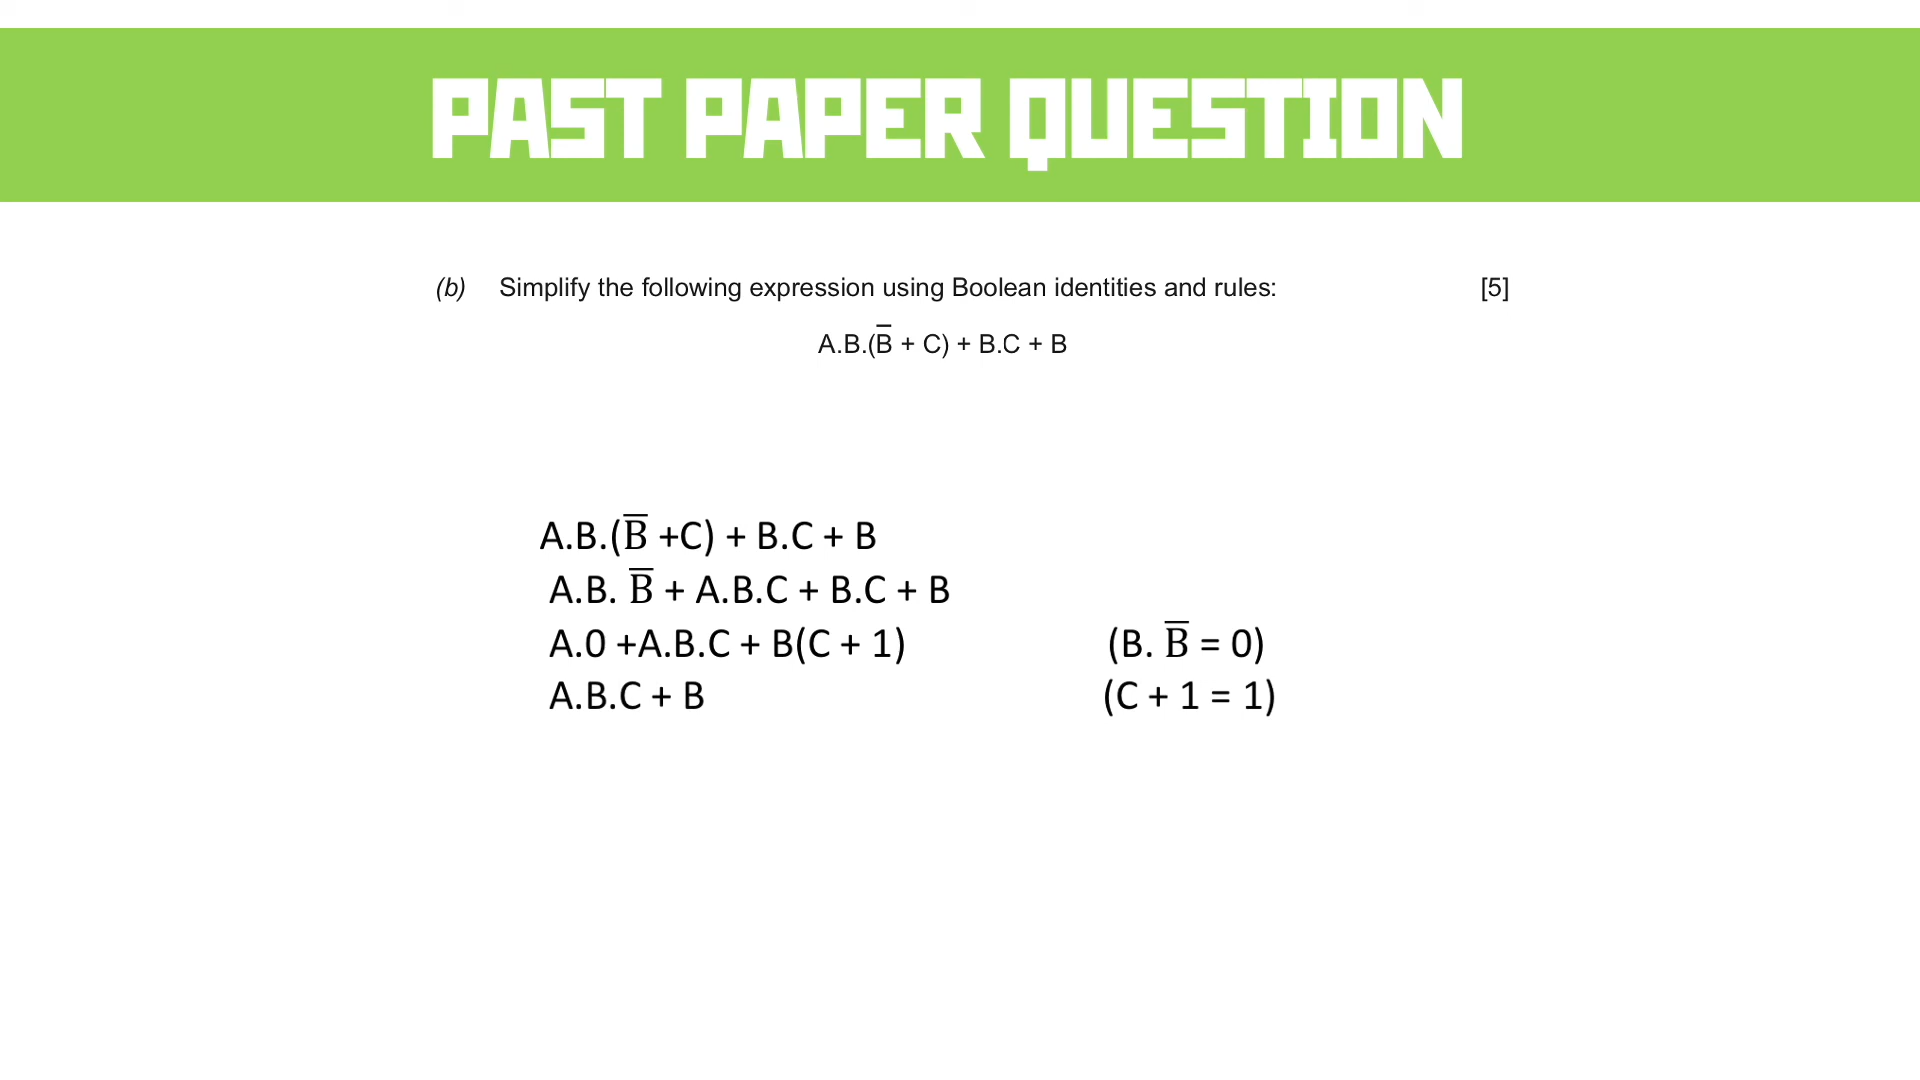 PAST PAPER QUESTION
(b) Simplify the following expression using Boolean identities and rules: [5]
A.B.(B̅ + C) + B.C + B
A.B.(B̅ +C) + B.C + B
A.B. B̅ + A.B.C + B.C + B
A.0 +A.B.C + B(C + 1) (B. B̅ = 0)
A.B.C + B (C + 1 = 1)